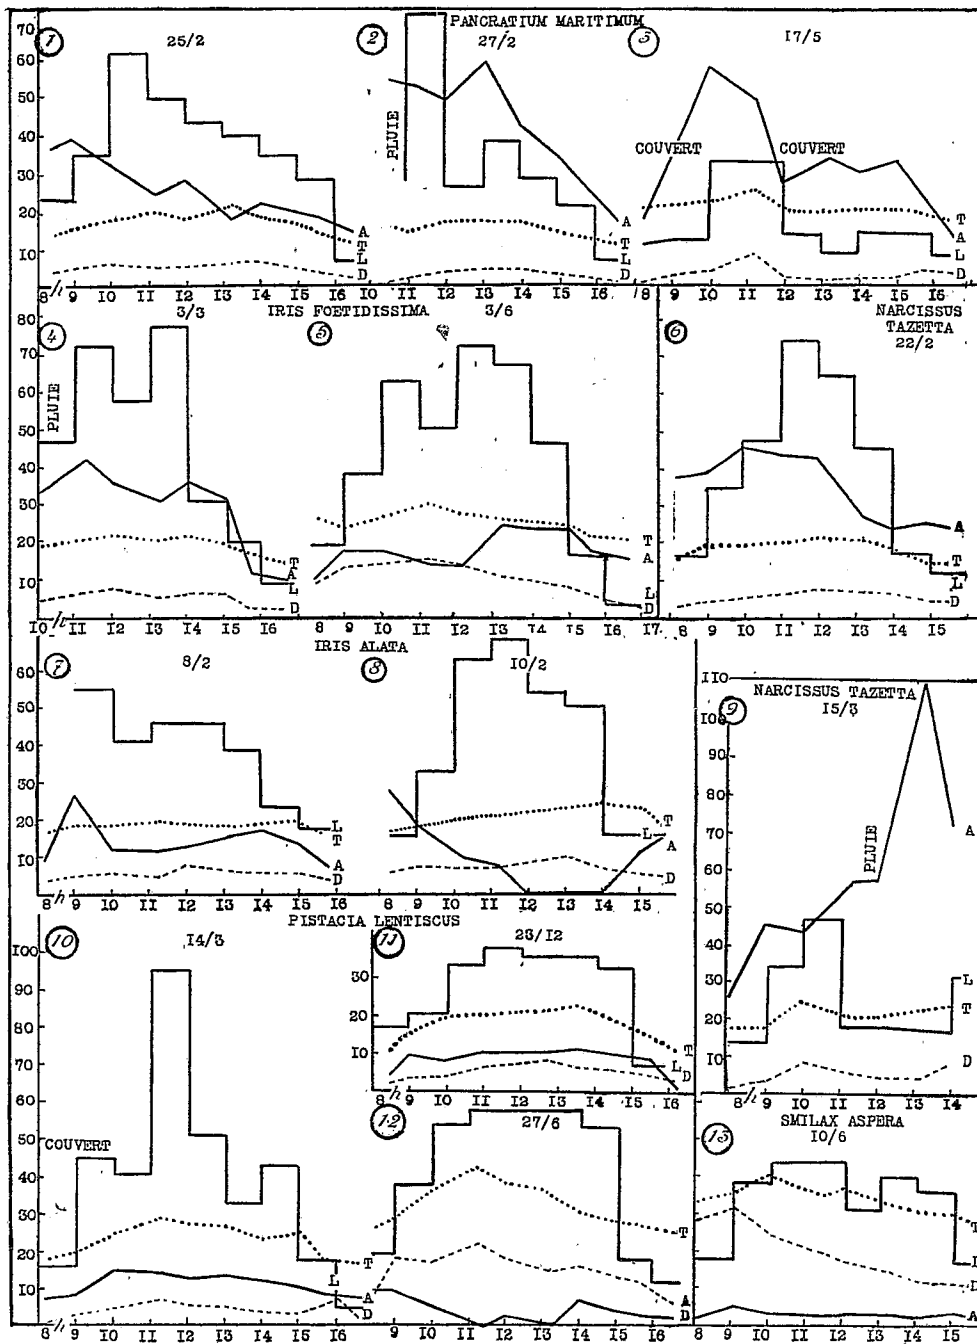 PANCRATIUM MARITIMUM
1 25/2
2 27/2
3 17/5
70
60
50
40
30
20
10
PLUIE
COUVERT COUVERT
A
T
L
D
A
T
L
D
T
A
L
D
8h 9 10 11 12 13 14 15 16
10 11 12 13 14 15 16
8 9 10 11 12 13 14 15 16
IRIS FOETIDISSIMA
4 3/3
5 3/6
NARCISSUS
TAZETTA
6 22/2
80
70
60
50
40
30
20
10
PLUIE
T
A
L
D
T
A
L
D
A
T
L
D
10h 11 12 13 14 15 16
8 9 10 11 12 13 14 15 16 17
8 9 10 11 12 13 14 15
IRIS ALATA
7 8/2
8 10/2
60
50
40
30
20
10
L
T
A
D
T
L
A
D
8h 9 10 11 12 13 14 15 16
8 9 10 11 12 13 14 15
NARCISSUS TAZETTA
9 15/3
110
100
90
80
70
60
50
40
30
20
10
PLUIE
A
L
T
D
8h 9 10 11 12 13 14
PISTACIA LENTISCUS
10 14/3
100
90
80
70
60
50
40
30
20
10
COUVERT
T
L
A
D
8h 9 10 11 12 13 14 15 16
11 23/12
30
20
10
T
L
D
8h 9 10 11 12 13 14 15 16
12 27/6
T
L
A
D
9 10 11 12 13 14 15 16
SMILAX ASPERA
13 10/6
T
L
D
A
8 9 10 11 12 13 14 15